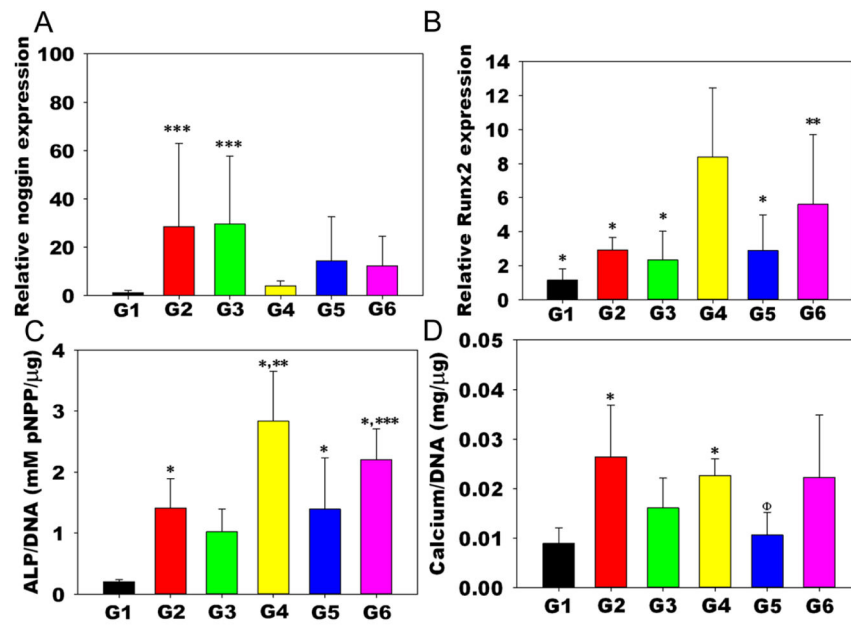 A
Relative noggin expression
100
80
60
40
20
0
***
***
G1 G2 G3 G4 G5 G6
B
Relative Runx2 expression
14
12
10
8
6
4
2
0
*
*
*
*
**
G1 G2 G3 G4 G5 G6
C
ALP/DNA (mM pNPP/μg)
4
3
2
1
0
*
*,**
*
*,***
G1 G2 G3 G4 G5 G6
D
Calcium/DNA (mg/μg)
0.05
0.04
0.03
0.02
0.01
0.00
*
*
Φ
G1 G2 G3 G4 G5 G6